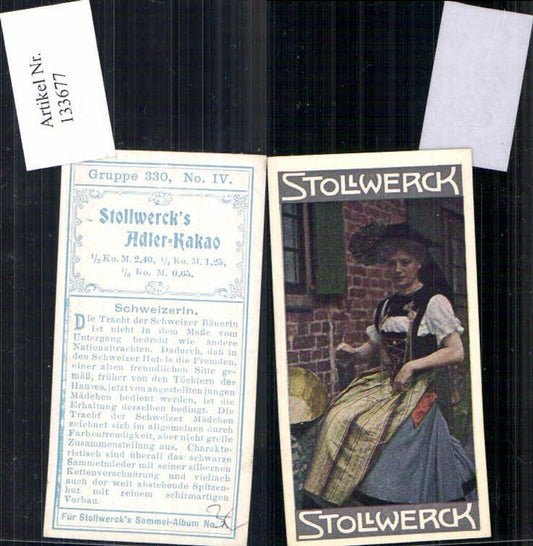 Artikel Nr.
133677
Gruppe 330, No. IV.
Stollwerck's
Adler-Kakao
1/2 Ko. M. 2,40, 1/4 Ko. M. 1,25,
1/8 Ko. M. 0,65.
Schweizerin.
Die Tracht der Schweizer Bäuerin
ist nicht in dem Maße vom
Untergang bedroht wie andere
Nationaltrachten. Dadurch, daß in
den Schweizer Hotels die Fremden,
einer alten freundlichen Sitte ge-
mäß, früher von den Töchtern des
Hauses, jetzt von angestellten jungen
Mädchen bedient werden, ist die
Erhaltung derselben bedingt. Die
Tracht der Schweizer Mädchen
zeichnet sich im allgemeinen durch
Farbenfreudigkeit, aber nicht grelle
Zusammenstellung aus. Charakte-
ristisch sind überall das schwarze
Sammetmieder mit seiner silbernen
Kettenverschnürung und vielfach
auch der weit abstehende Spitzen-
hut mit reinem schirmartigen
Vorbau.
Für Stollwerck's Sammel-Album No.
STOLLWERCK
STOLLWERCK